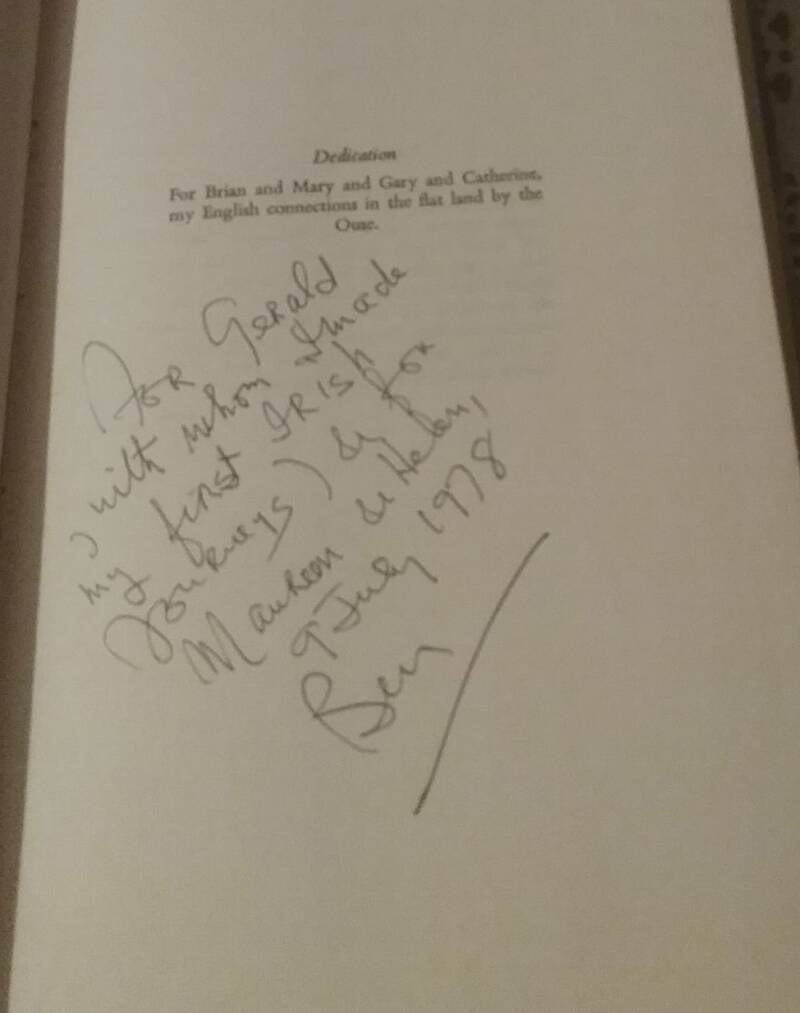 Dedication
For Brian and Mary and Gary and Catherine,
my English connections in the flat land by the
Ouse.
For Gerald
(with whom I made
my first Irish
Journeys) & for
Maureen & Helen,
9 July 1978
Ben